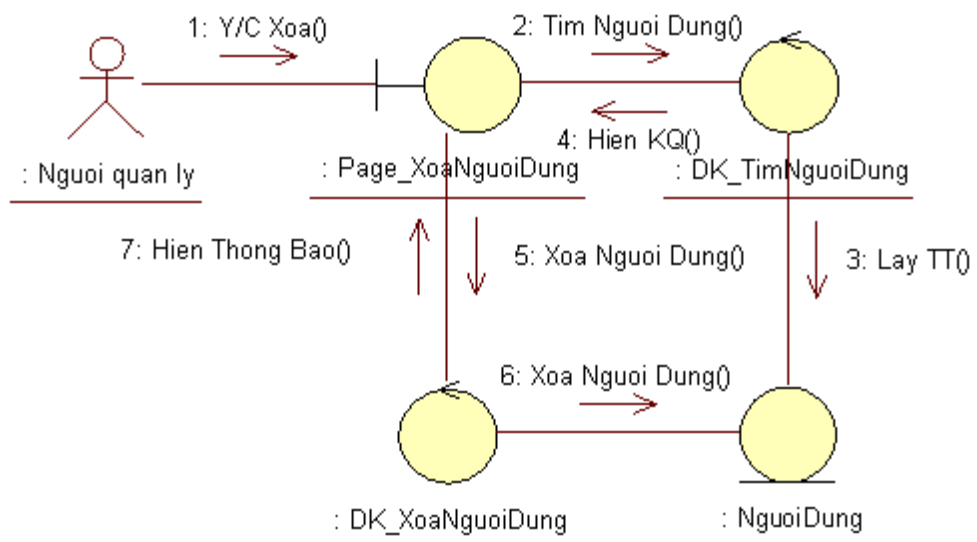 1: Y/C Xoa()
2: Tim Nguoi Dung()
4: Hien KQ()
: Nguoi quan ly
: Page_XoaNguoiDung
: DK_TimNguoiDung
7: Hien Thong Bao()
5: Xoa Nguoi Dung()
3: Lay TT()
6: Xoa Nguoi Dung()
: DK_XoaNguoiDung
: NguoiDung